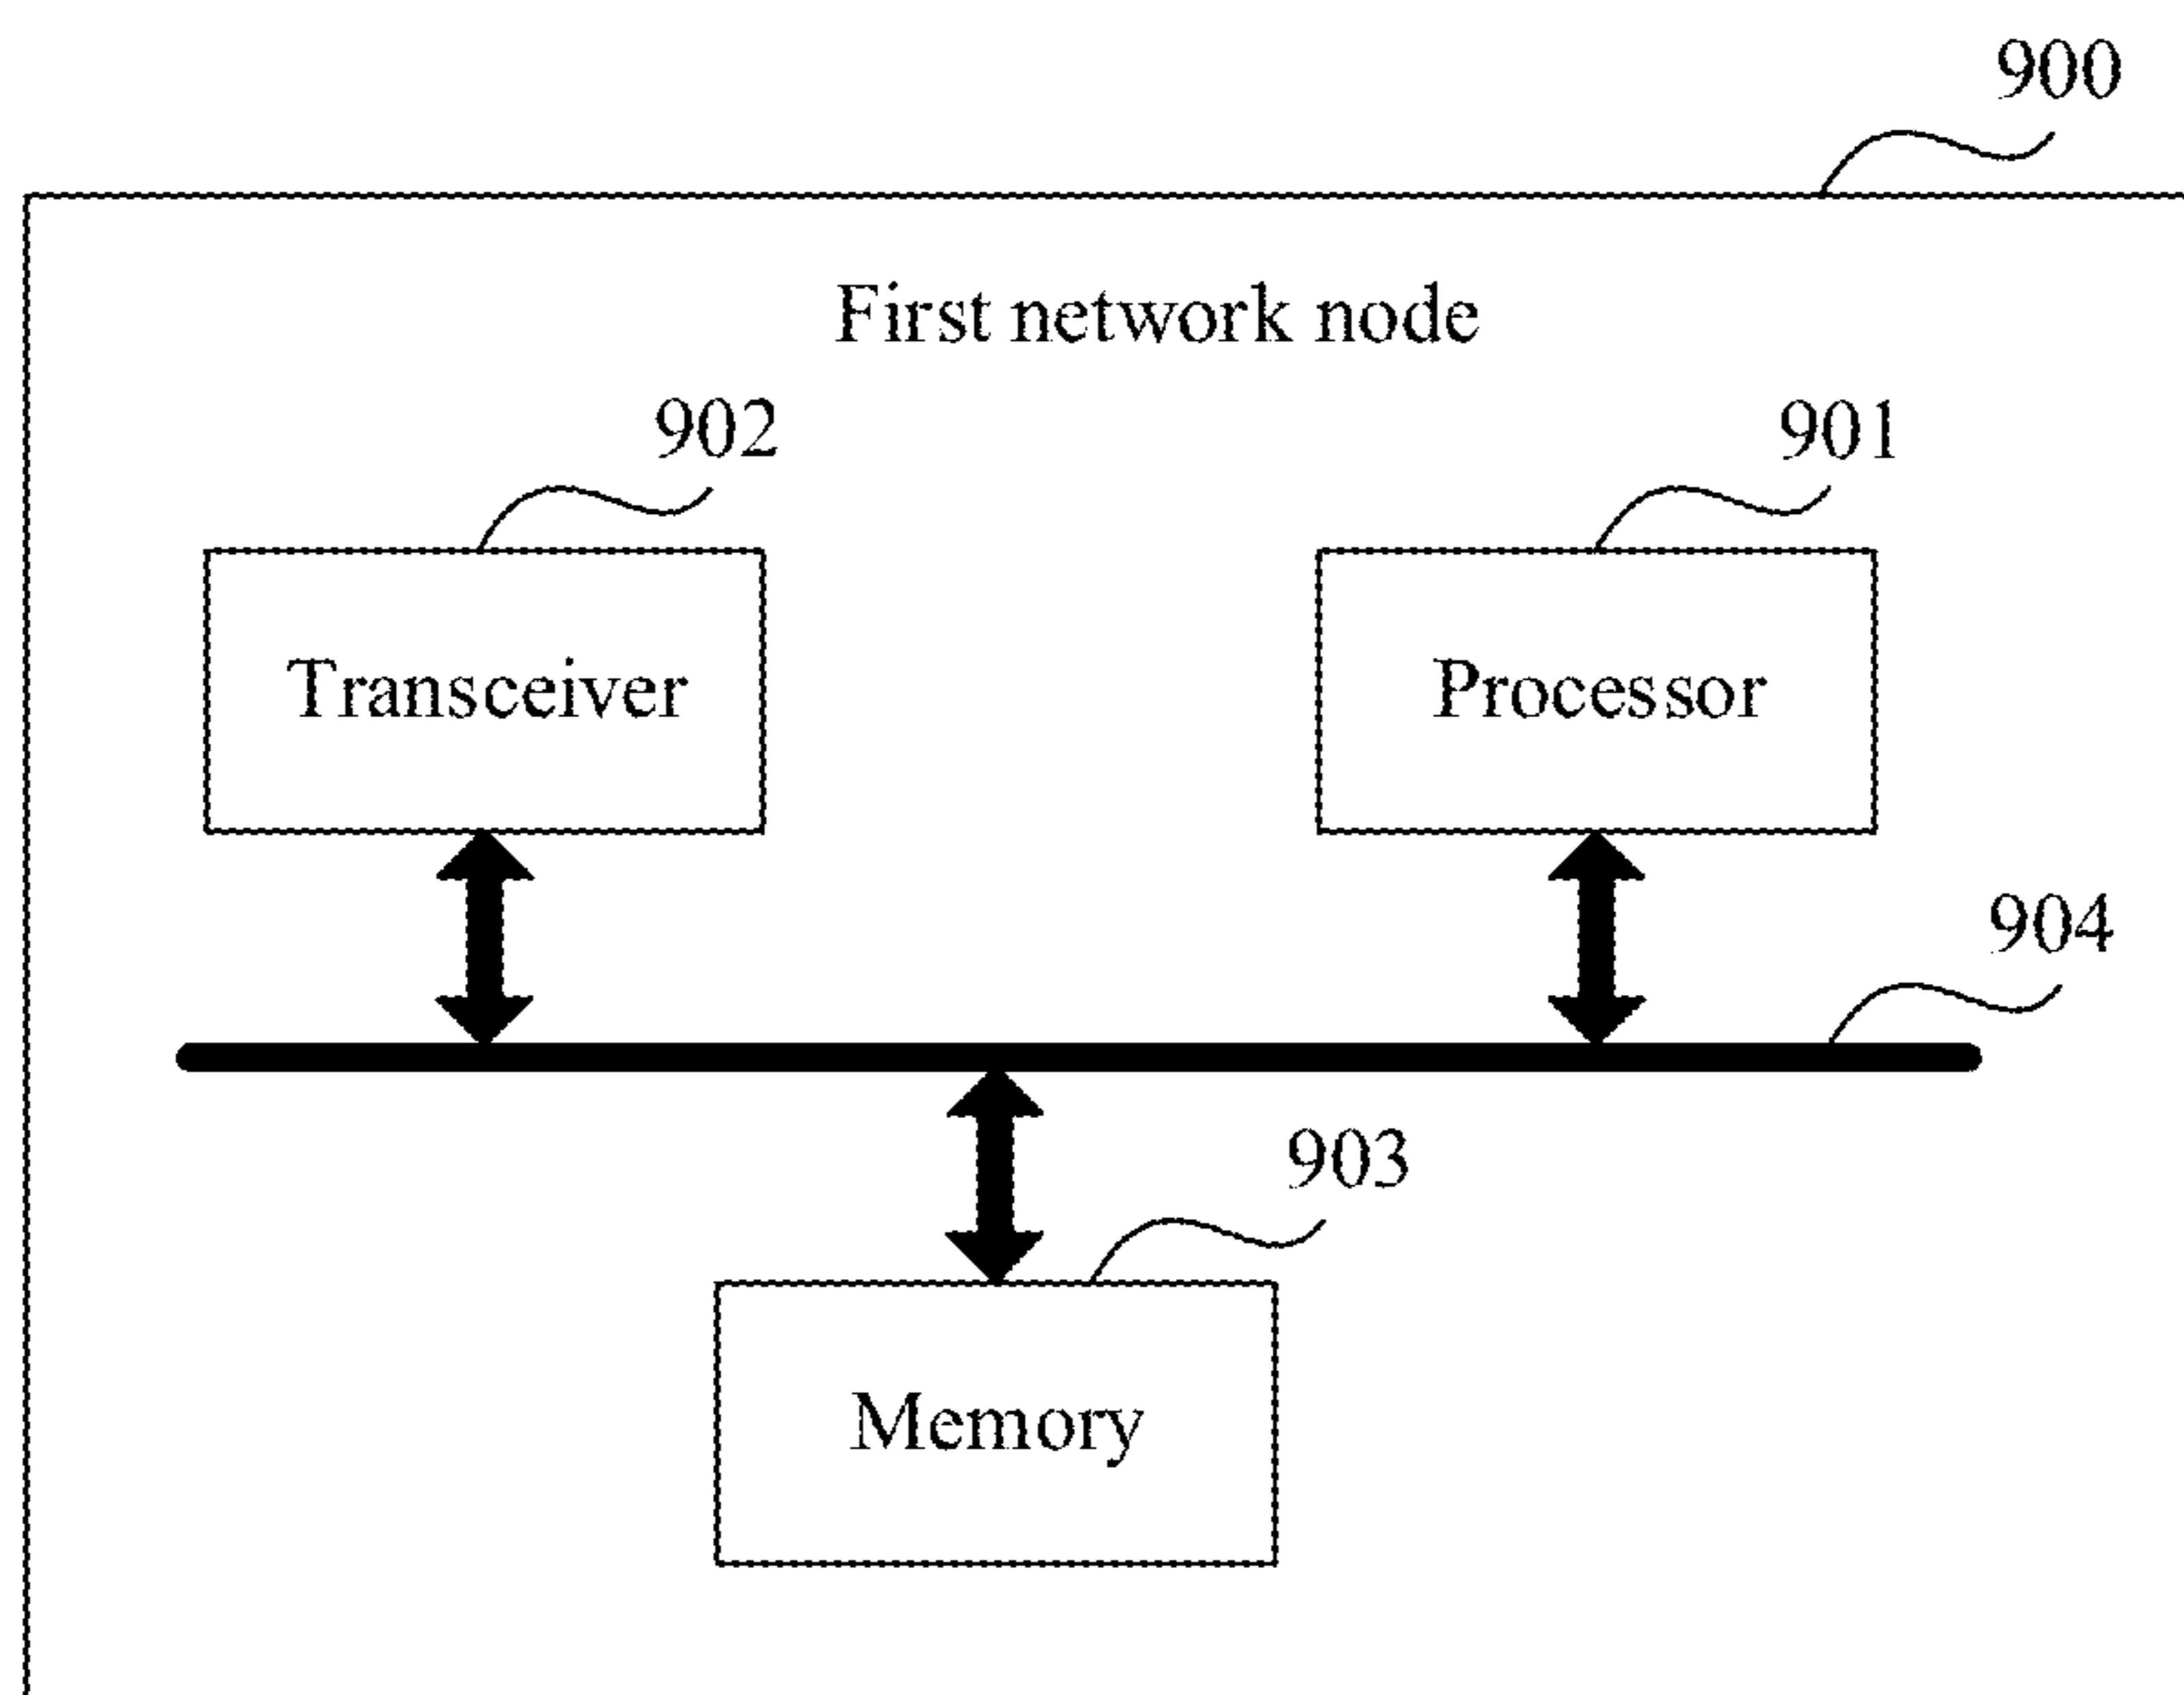 900
First network node
902
901
Transceiver
Processor
904
903
Memory